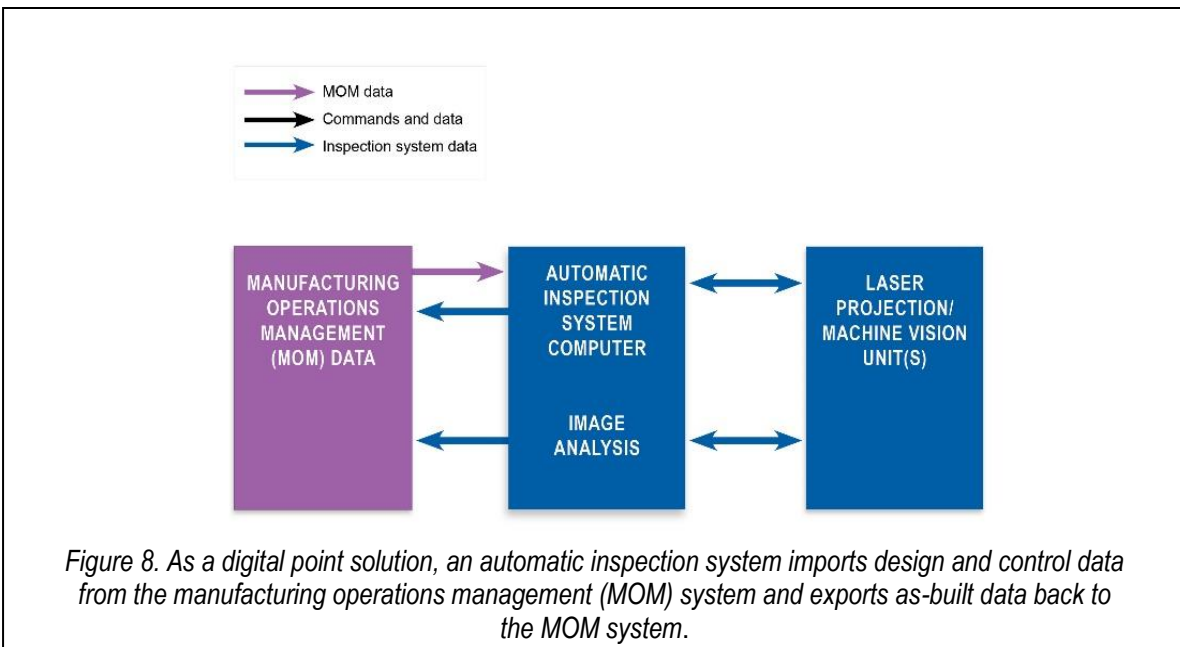 MOM data
Commands and data
Inspection system data
MANUFACTURING
OPERATIONS
MANAGEMENT
(MOM) DATA
AUTOMATIC
INSPECTION
SYSTEM
COMPUTER
IMAGE
ANALYSIS
LASER
PROJECTION/
MACHINE VISION
UNIT(S)
Figure 8. As a digital point solution, an automatic inspection system imports design and control data
from the manufacturing operations management (MOM) system and exports as-built data back to
the MOM system.